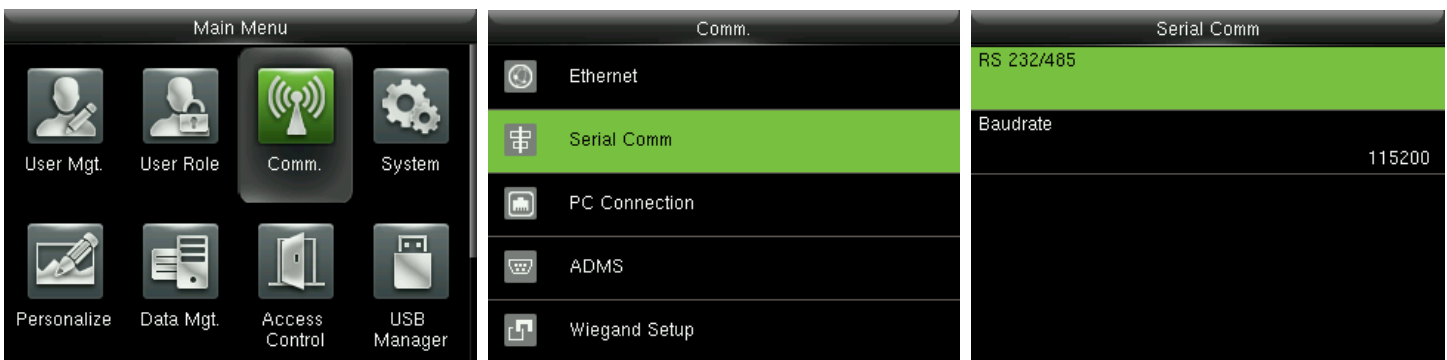 Main Menu
User Mgt.
User Role
Comm.
System
Personalize
Data Mgt.
Access
Control
USB
Manager
Comm.
Ethernet
Serial Comm
PC Connection
ADMS
Wiegand Setup
Serial Comm
RS 232/485
Baudrate
115200